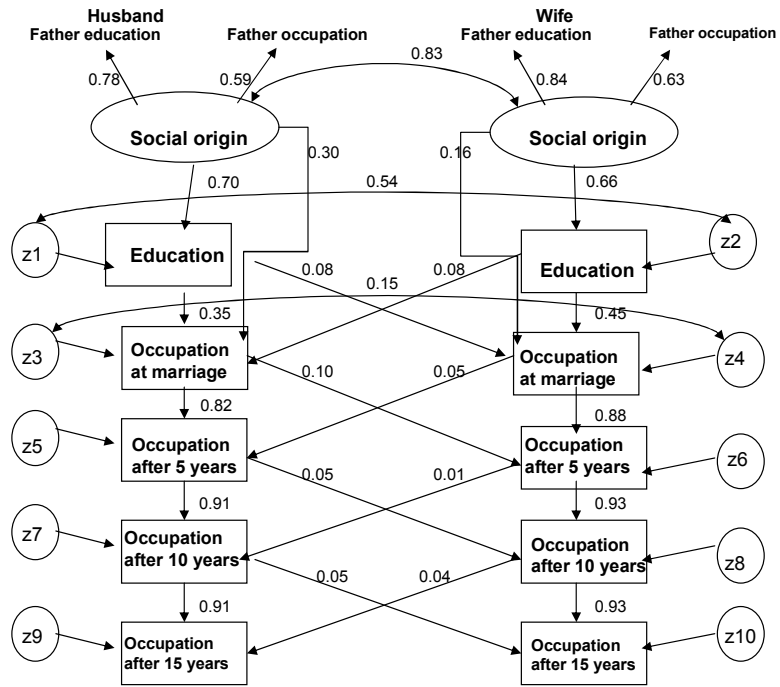 Husband
Wife
Father education
Father occupation
Father education
Father occupation
0.83
0.78
0.59
0.84
0.63
Social origin
Social origin
0.30
0.16
0.70
0.54
0.66
z1
Education
Education
z2
0.08
0.15
0.08
0.35
0.45
z3
Occupation
at marriage
Occupation
at marriage
z4
0.10
0.05
0.82
0.88
z5
Occupation
after 5 years
Occupation
after 5 years
z6
0.05
0.01
0.91
0.93
z7
Occupation
after 10 years
Occupation
after 10 years
z8
0.05
0.04
0.91
0.93
z9
Occupation
after 15 years
Occupation
after 15 years
z10